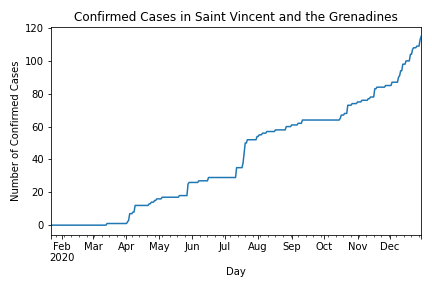 Confirmed Cases in Saint Vincent and the Grenadines
Number of Confirmed Cases
120
100
80
60
40
20
0
Feb Mar Apr May Jun Jul Aug Sep Oct Nov Dec
2020
Day